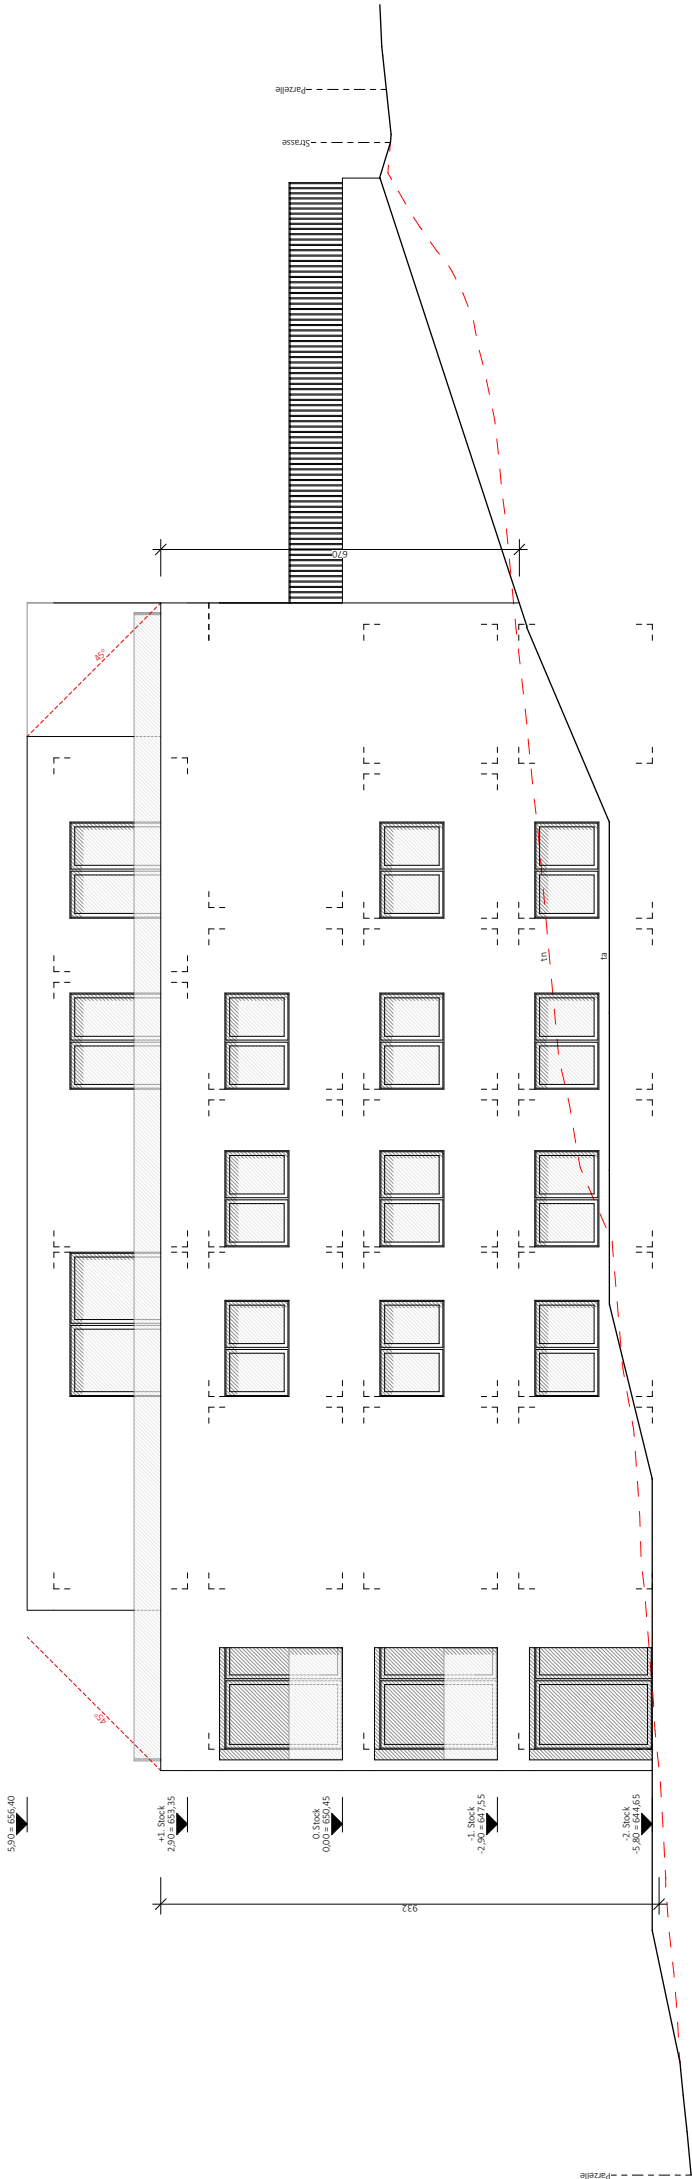 Parzelle
Strasse
670
45°
tn
ta
45°
5,90 = 656,40
+1. Stock
2,90 = 653,35
0. Stock
0,00 = 650,45
-1. Stock
-2,90 = 647,55
-2. Stock
-5,80 = 644,65
932
Parzelle